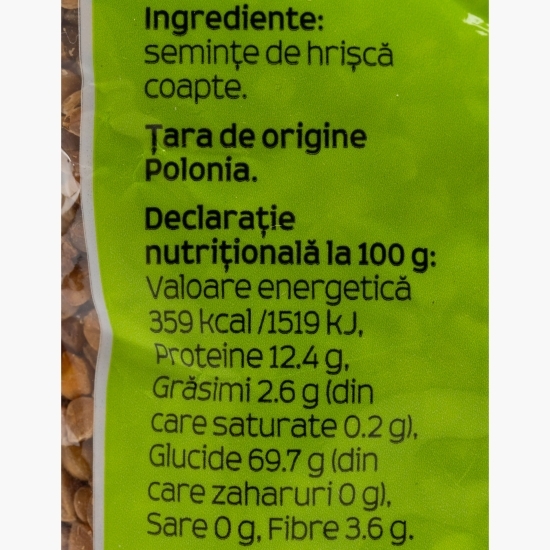 Ingrediente:
semințe de hrișcă
coapte.
Țara de origine
Polonia.
Declarație
nutrițională la 100 g:
Valoare energetică
359 kcal /1519 kJ,
Proteine 12.4 g,
Grăsimi 2.6 g (din
care saturate 0.2 g),
Glucide 69.7 g (din
care zaharuri 0 g),
Sare 0 g, Fibre 3.6 g.